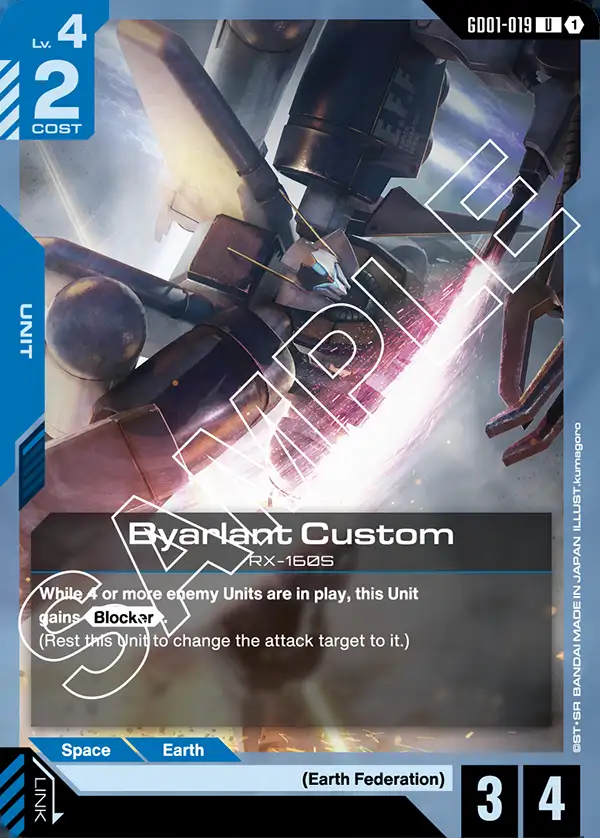 Lv. 4
2
COST
GD01-019 U 1
UNIT
EFF
SAMPLE
Byarlant Custom
RX-160S
While 4 or more enemy Units are in play, this Unit
gains Blocker.
(Rest this Unit to change the attack target to it.)
Space Earth
LINK
(Earth Federation)
3 4
©ST・SR BANDAI MADE IN JAPAN ILLUST.kumagoro